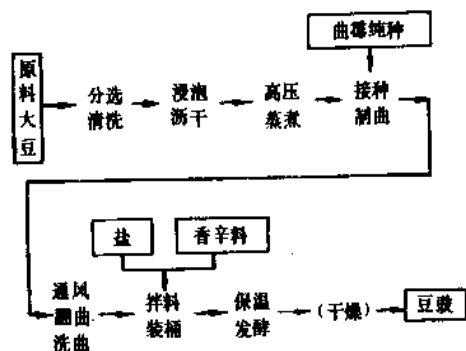 曲霉纯种
原料大豆
分选
清洗
浸泡
沥干
高压
蒸煮
接种
制曲
盐
香辛料
通风
翻曲
洗曲
拌料
装桶
保温
发酵
(干燥)
豆豉